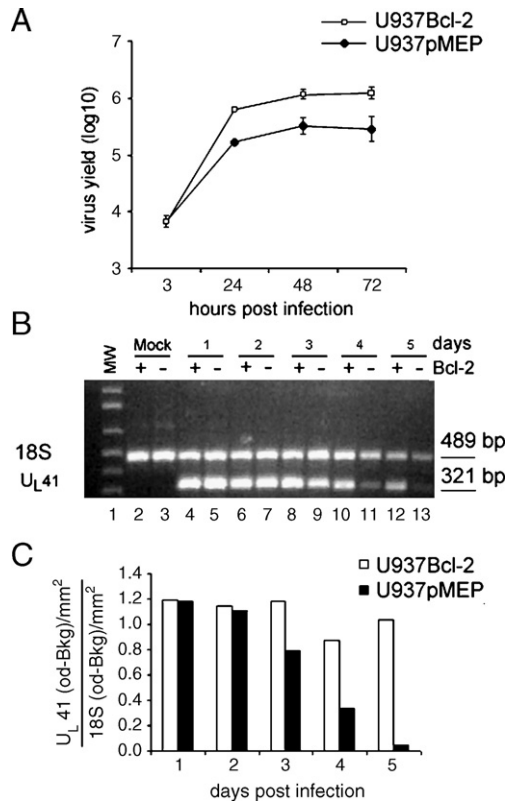 A
U937Bcl-2
U937pMEP
virus yield (log10)
7
6
5
4
3
3 24 48 72
hours post infection
B
MW
Mock 1 2 3 4 5 days
+ - + - + - + - + - + - Bcl-2
18S
489 bp
UL41
321 bp
1 2 3 4 5 6 7 8 9 10 11 12 13
C
U937Bcl-2
U937pMEP
UL 41 (od-Bkg)/mm2
18S (od-Bkg)/mm2
1.4
1.2
1.0
0.8
0.6
0.4
0.2
0.0
1 2 3 4 5
days post infection